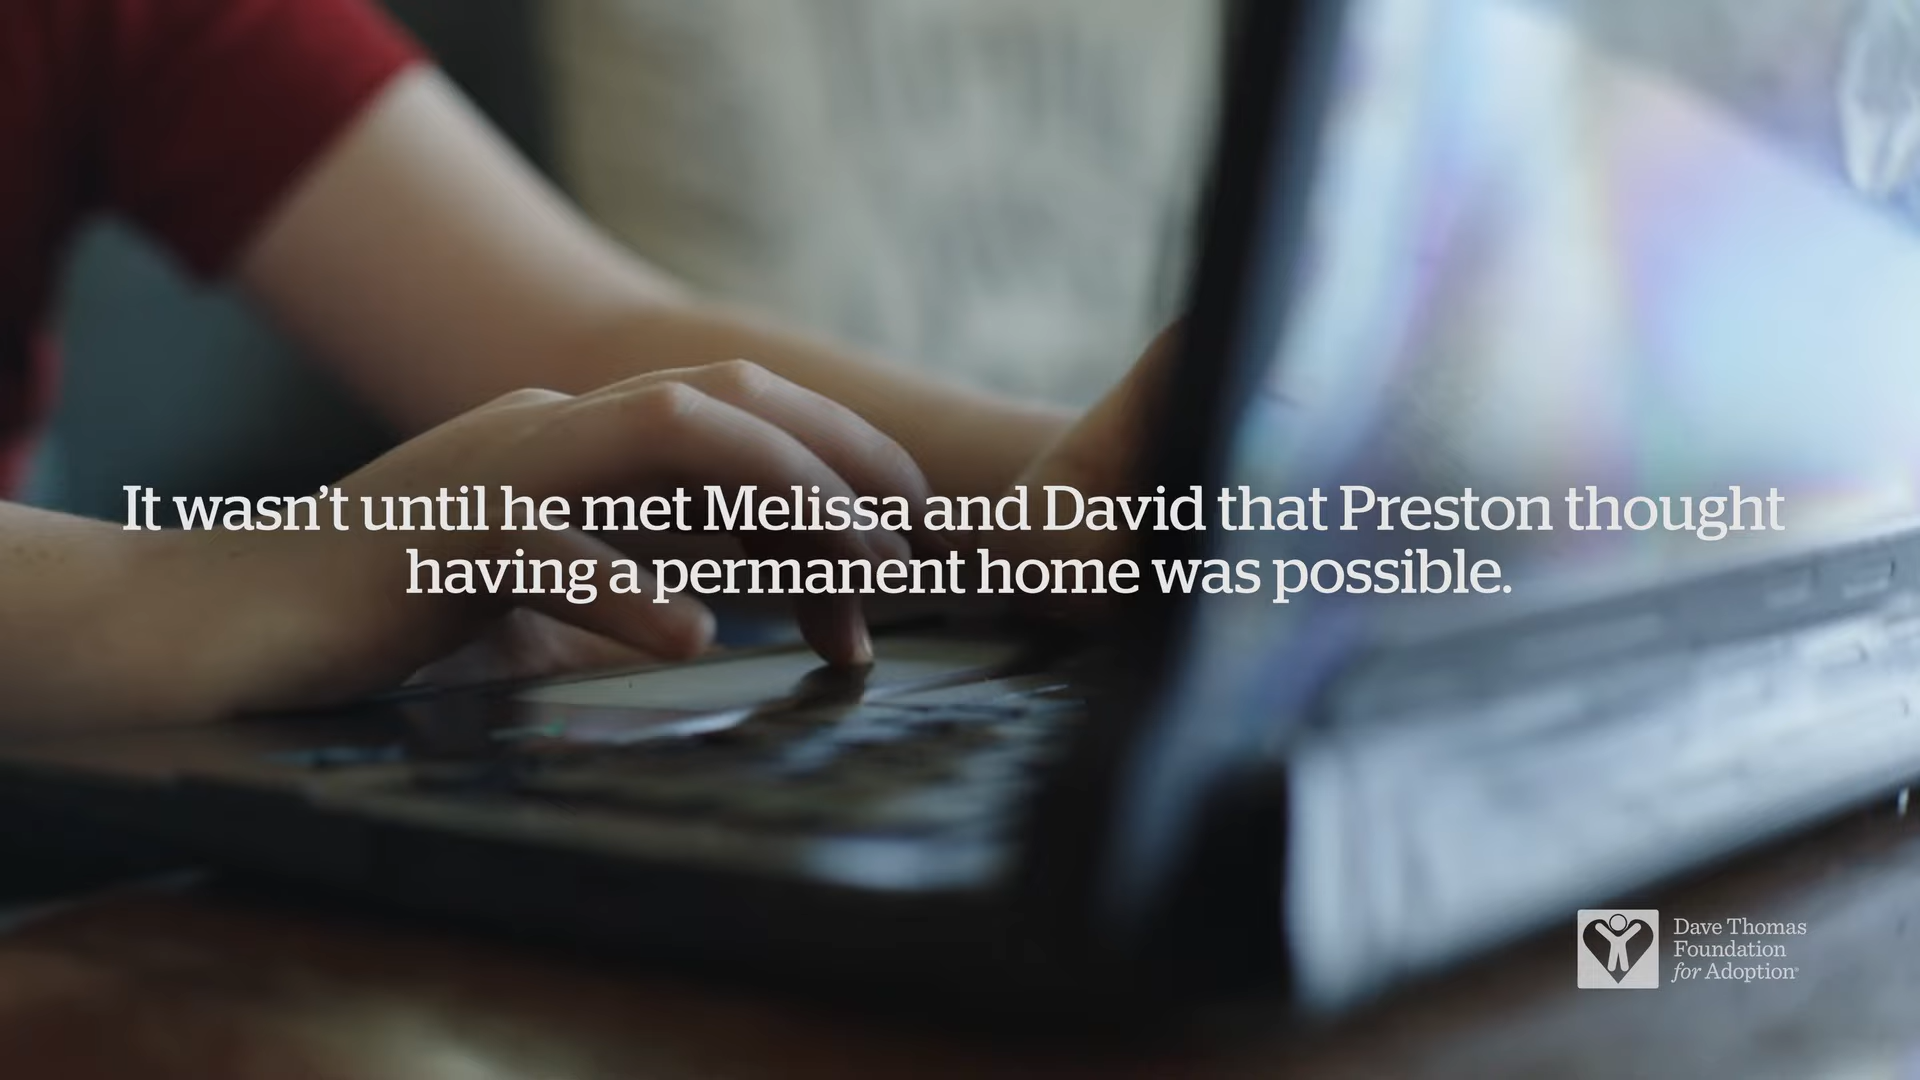 It wasn’t until he met Melissa and David that Preston thought
having a permanent home was possible.
Dave Thomas
Foundation
for Adoption®